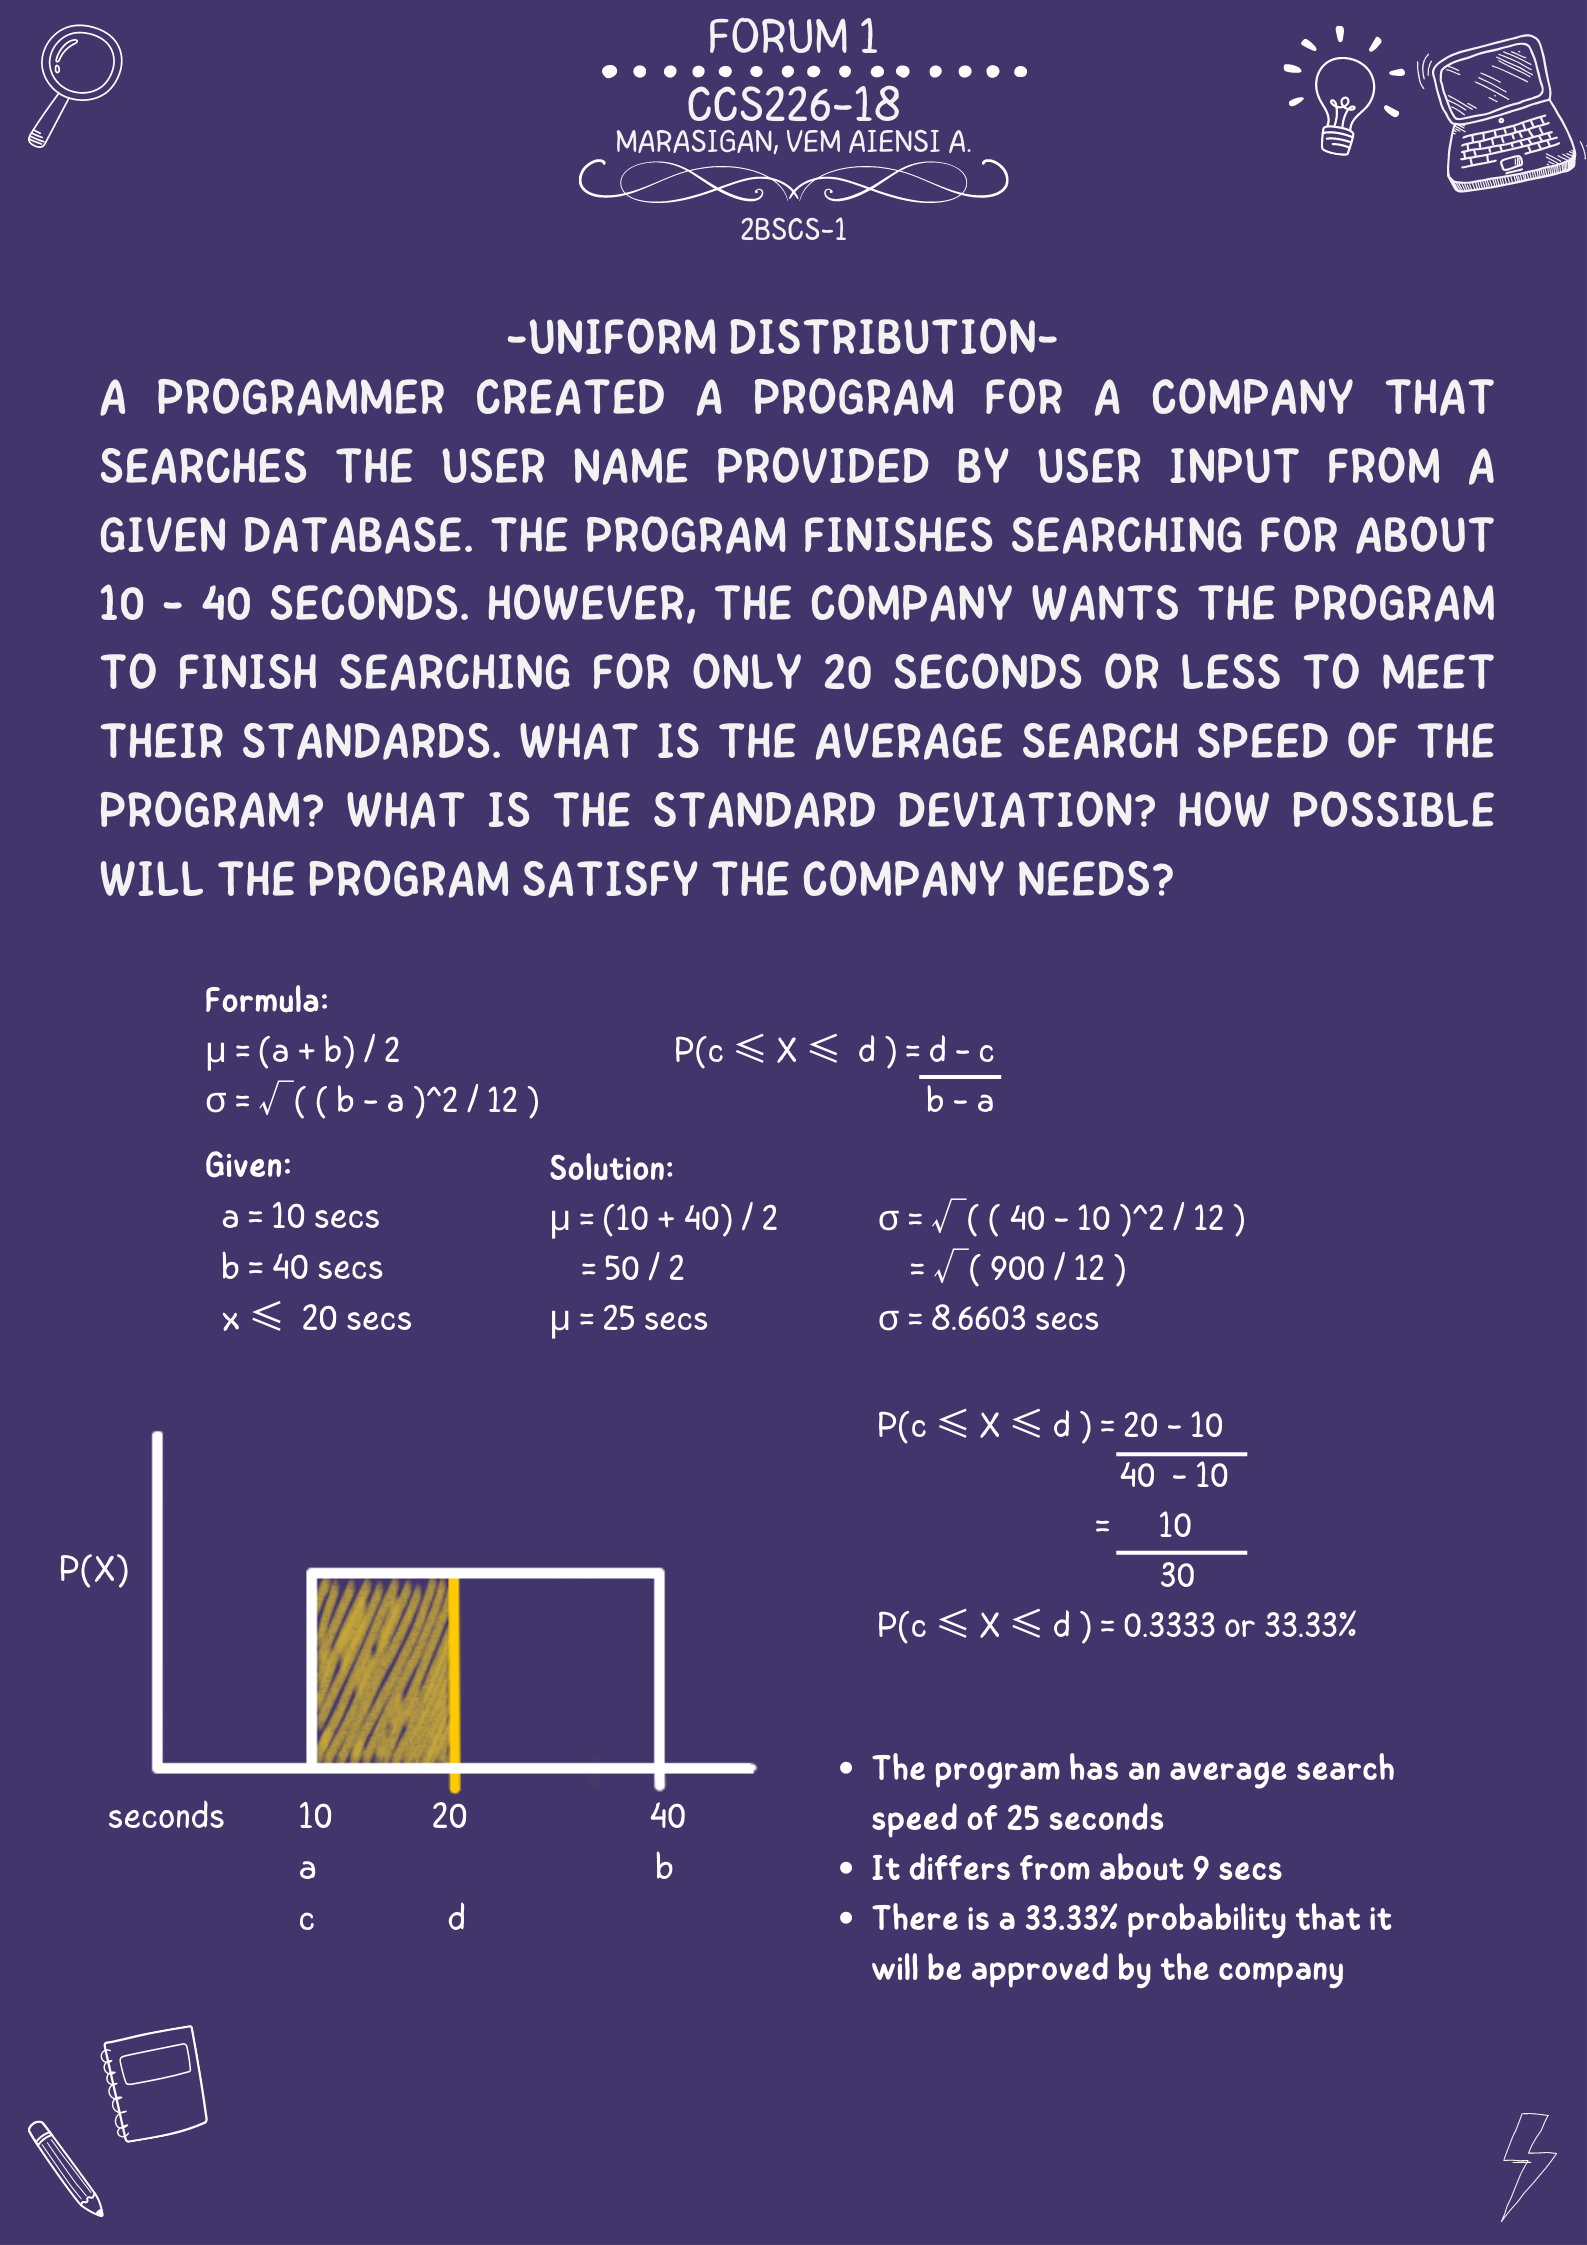 FORUM 1
CCS226-18
MARASIGAN, VEM AIENSI A.
2BSCS-1
-UNIFORM DISTRIBUTION-
A PROGRAMMER CREATED A PROGRAM FOR A COMPANY THAT
SEARCHES THE USER NAME PROVIDED BY USER INPUT FROM A
GIVEN DATABASE. THE PROGRAM FINISHES SEARCHING FOR ABOUT
10 - 40 SECONDS. HOWEVER, THE COMPANY WANTS THE PROGRAM
TO FINISH SEARCHING FOR ONLY 20 SECONDS OR LESS TO MEET
THEIR STANDARDS. WHAT IS THE AVERAGE SEARCH SPEED OF THE
PROGRAM? WHAT IS THE STANDARD DEVIATION? HOW POSSIBLE
WILL THE PROGRAM SATISFY THE COMPANY NEEDS?
Formula:
μ = (a + b) / 2
σ = √ ( ( b - a )^2 / 12 )
P(c ⩽ X ⩽ d ) = d - c
b - a
Given:
a = 10 secs
b = 40 secs
x ⩽ 20 secs
Solution:
μ = (10 + 40) / 2
= 50 / 2
μ = 25 secs
σ = √ ( ( 40 - 10 )^2 / 12 )
= √ ( 900 / 12 )
σ = 8.6603 secs
P(c ⩽ X ⩽ d ) = 20 - 10
40 - 10
= 10
30
P(c ⩽ X ⩽ d ) = 0.3333 or 33.33%
P(X)
seconds 10 20 40
a b
c d
• The program has an average search
speed of 25 seconds
• It differs from about 9 secs
• There is a 33.33% probability that it
will be approved by the company